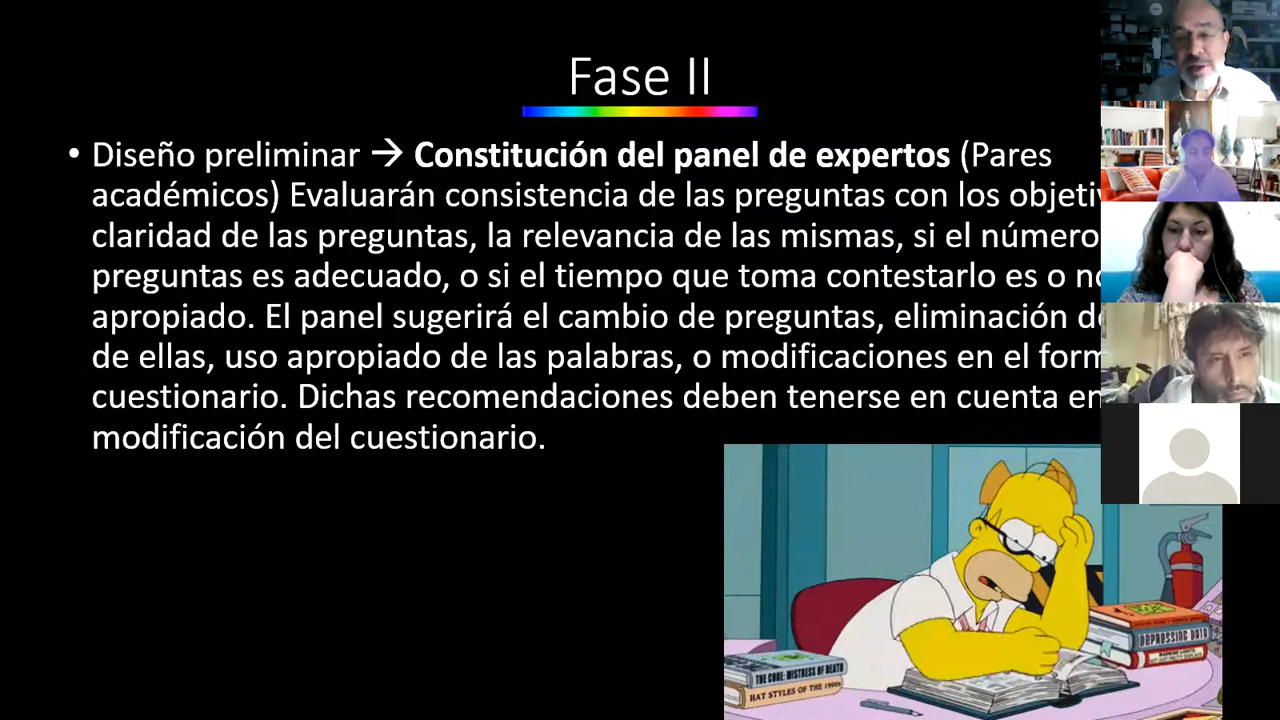 Fase II
• Diseño preliminar → Constitución del panel de expertos (Pares
académicos) Evaluarán consistencia de las preguntas con los
claridad de las preguntas, la relevancia de las mismas, si el número
preguntas es adecuado, o si el tiempo que toma contestarlo es o
apropiado. El panel sugerirá el cambio de preguntas, eliminación
de ellas, uso apropiado de las palabras, o modificaciones en el
cuestionario. Dichas recomendaciones deben tenerse en cuenta
modificación del cuestionario.
DEPRESSING DATA
THE CORE: MISTRESS OF DEATH
HAT STYLES OF THE 1900s